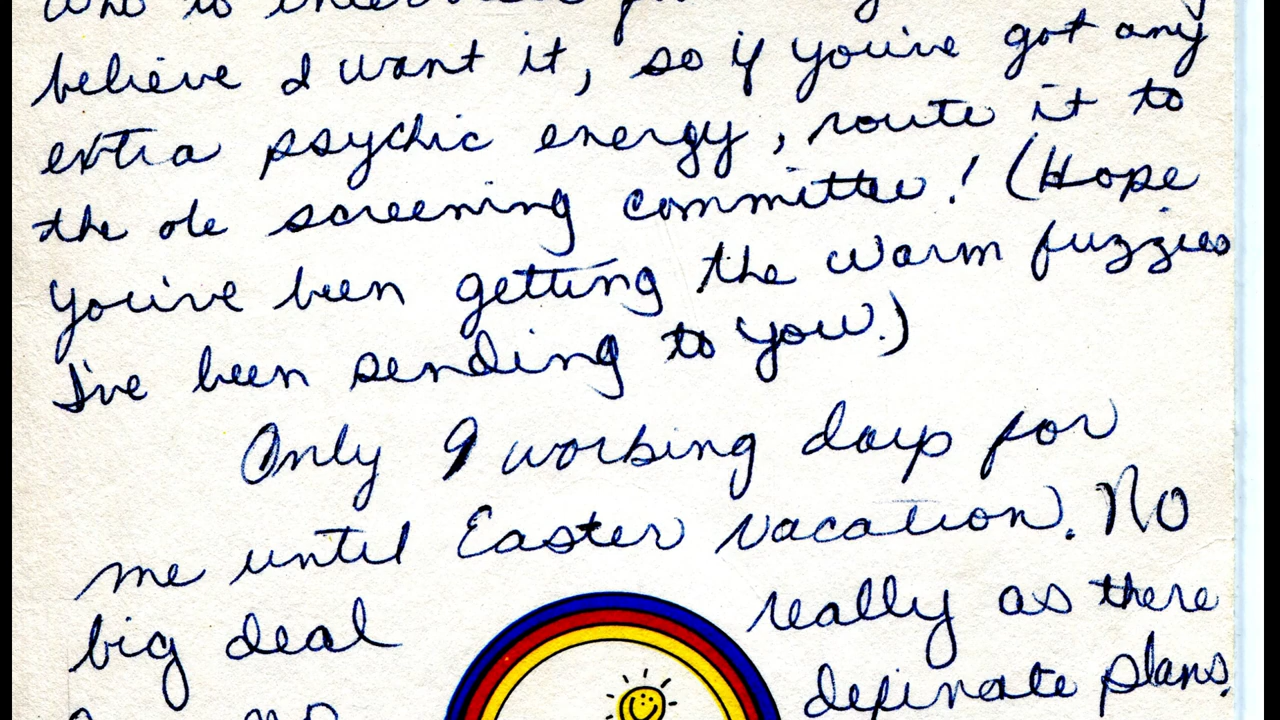 believe I want it, so if you've got any
extra psychic energy, route it to
the ole screening committee! (Hope
you've been getting the warm fuzzies
I've been sending to you.)
Only 9 working days for
me until Easter vacation. No
big deal really as there
definate plans.